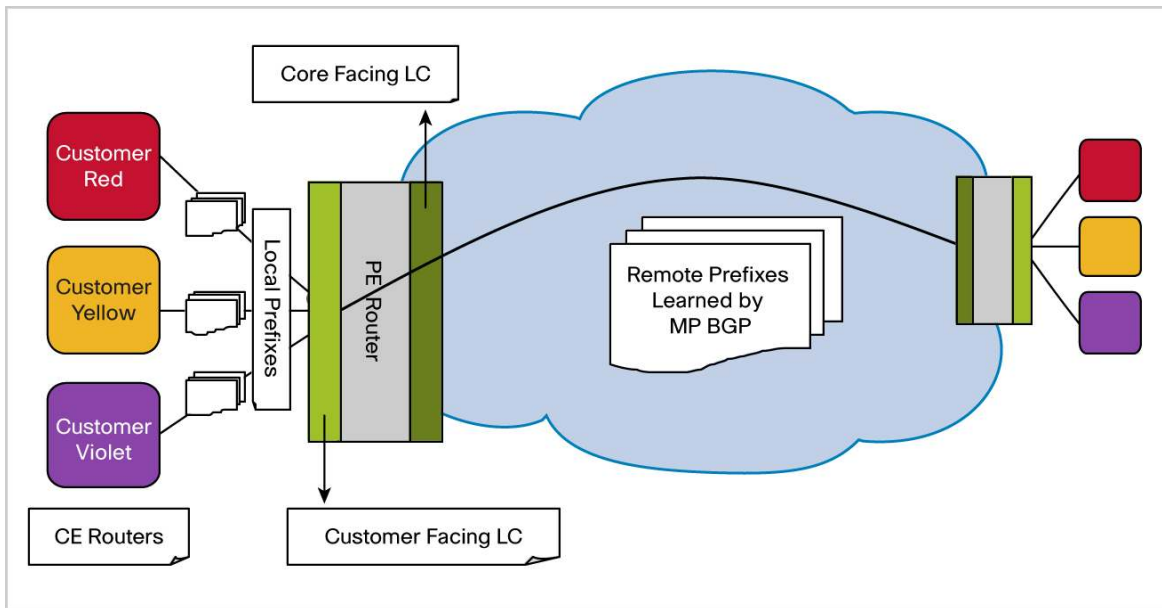 Core Facing LC
Customer
Red
Customer
Yellow
Customer
Violet
Local Prefixes
PE Router
Remote Prefixes
Learned by
MP BGP
CE Routers
Customer Facing LC